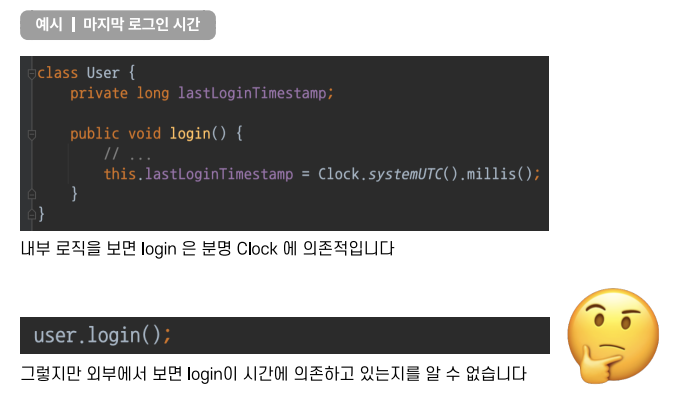 예시 | 마지막 로그인 시간
class User {
    private long lastLoginTimestamp;
    public void login() {
        // ...
        this.lastLoginTimestamp = Clock.systemUTC().millis();
    }
}
내부 로직을 보면 login 은 분명 Clock 에 의존적입니다
user.login();
그렇지만 외부에서 보면 login이 시간에 의존하고 있는지를 알 수 없습니다